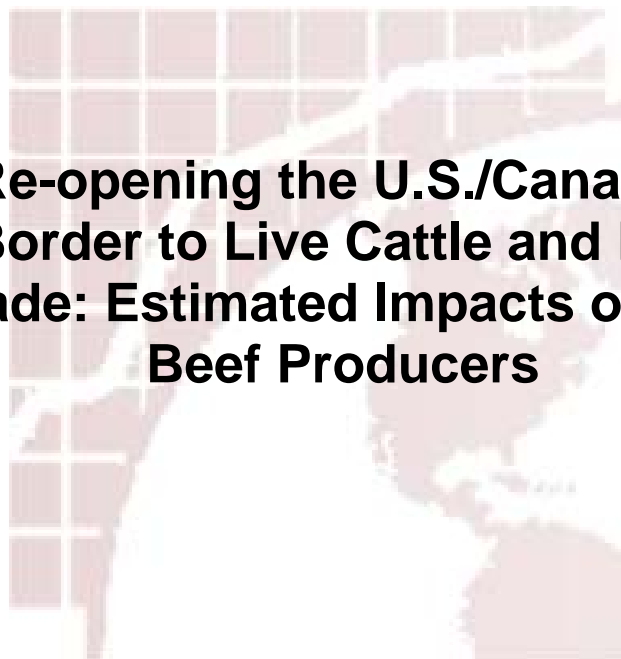 Re-opening the U.S./Cana
Border to Live Cattle and
ade: Estimated Impacts o
Beef Producers